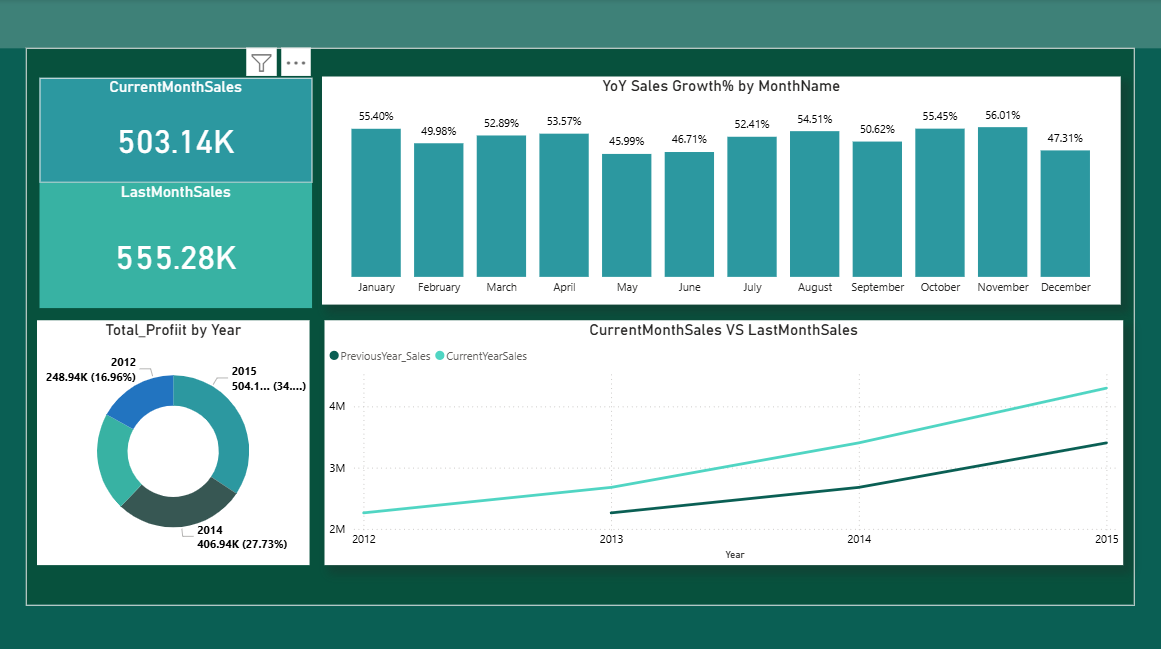 CurrentMonthSales
503.14K
LastMonthSales
555.28K
YoY Sales Growth% by MonthName
55.40%
49.98%
52.89%
53.57%
45.99%
46.71%
52.41%
54.51%
50.62%
55.45%
56.01%
47.31%
January February March April May June July August September October November December
Total_Profiit by Year
2012
248.94K (16.96%)
2015
504.1... (34....)
2014
406.94K (27.73%)
CurrentMonthSales VS LastMonthSales
PreviousYear_Sales CurrentYearSales
4M
3M
2M
2012 2013 2014 2015
Year